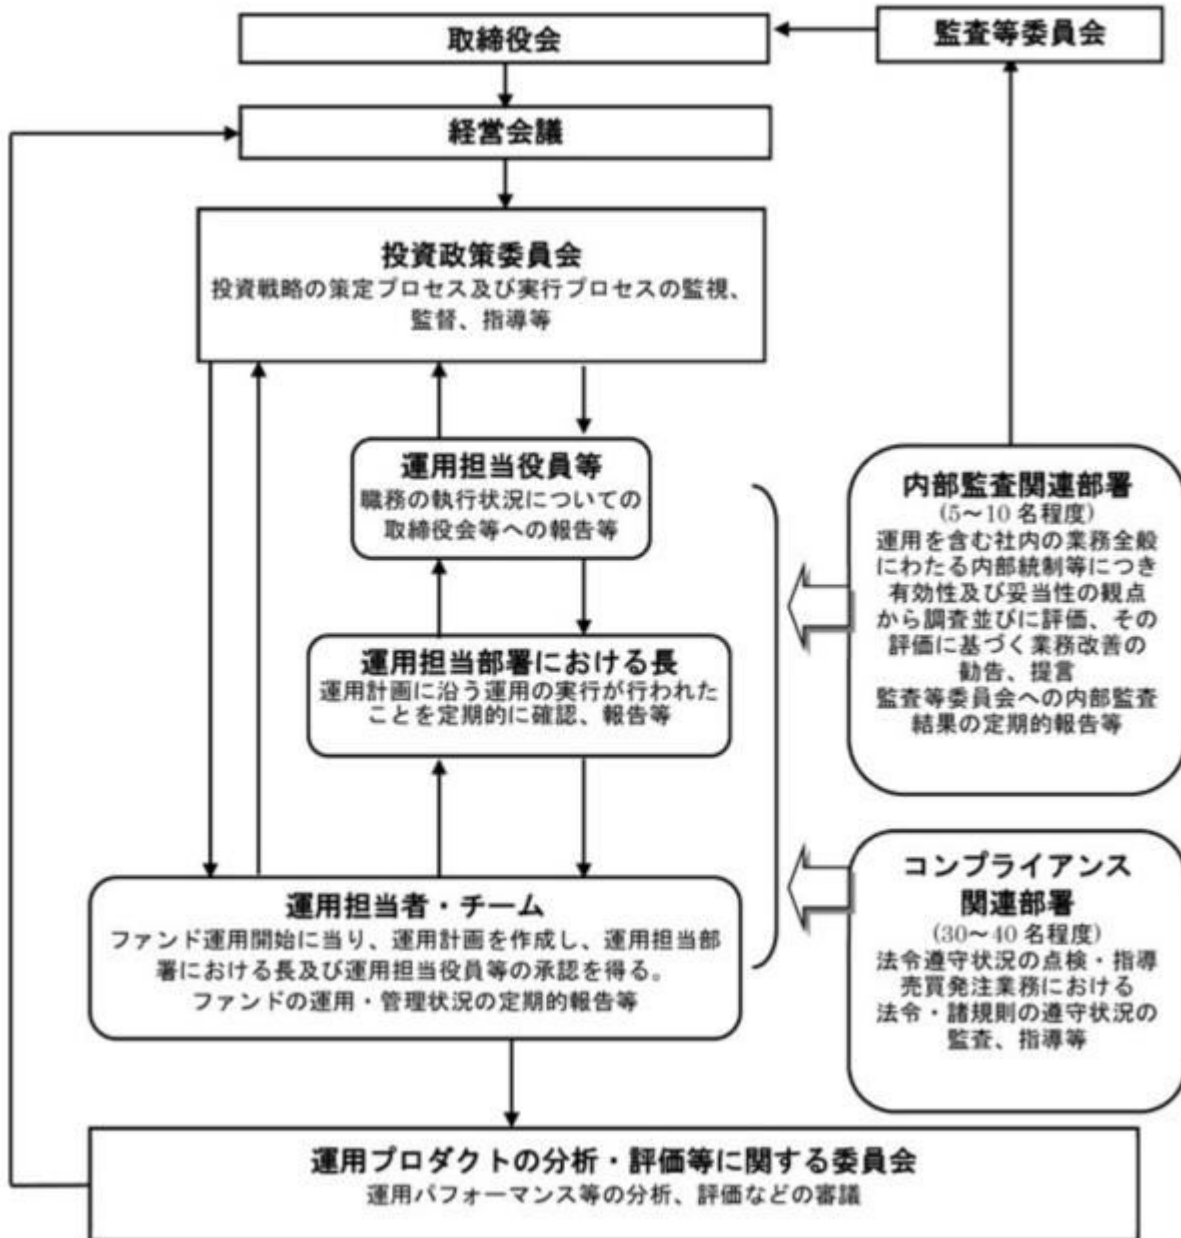 取締役会
監査等委員会
経営会議
投資政策委員会
投資戦略の策定プロセス及び実行プロセスの監視、
監督、指導等
運用担当役員等
職務の執行状況についての
取締役会等への報告等
運用担当部署における長
運用計画に沿う運用の実行が行われた
ことを定期的に確認、報告等
運用担当者・チーム
ファンド運用開始に当り、運用計画を作成し、運用担当部
署における長及び運用担当役員等の承認を得る。
ファンドの運用・管理状況の定期的報告等
内部監査関連部署
(5～10 名程度)
運用を含む社内の業務全般
にわたる内部統制等につき
有効性及び妥当性の観点
から調査並びに評価、その
評価に基づく業務改善の
勧告、提言
監査等委員会への内部監査
結果の定期的報告等
コンプライアンス
関連部署
(30～40 名程度)
法令遵守状況の点検・指導
売買発注業務における
法令・諸規則の遵守状況の
監査、指導等
運用プロダクトの分析・評価等に関する委員会
運用パフォーマンス等の分析、評価などの審議